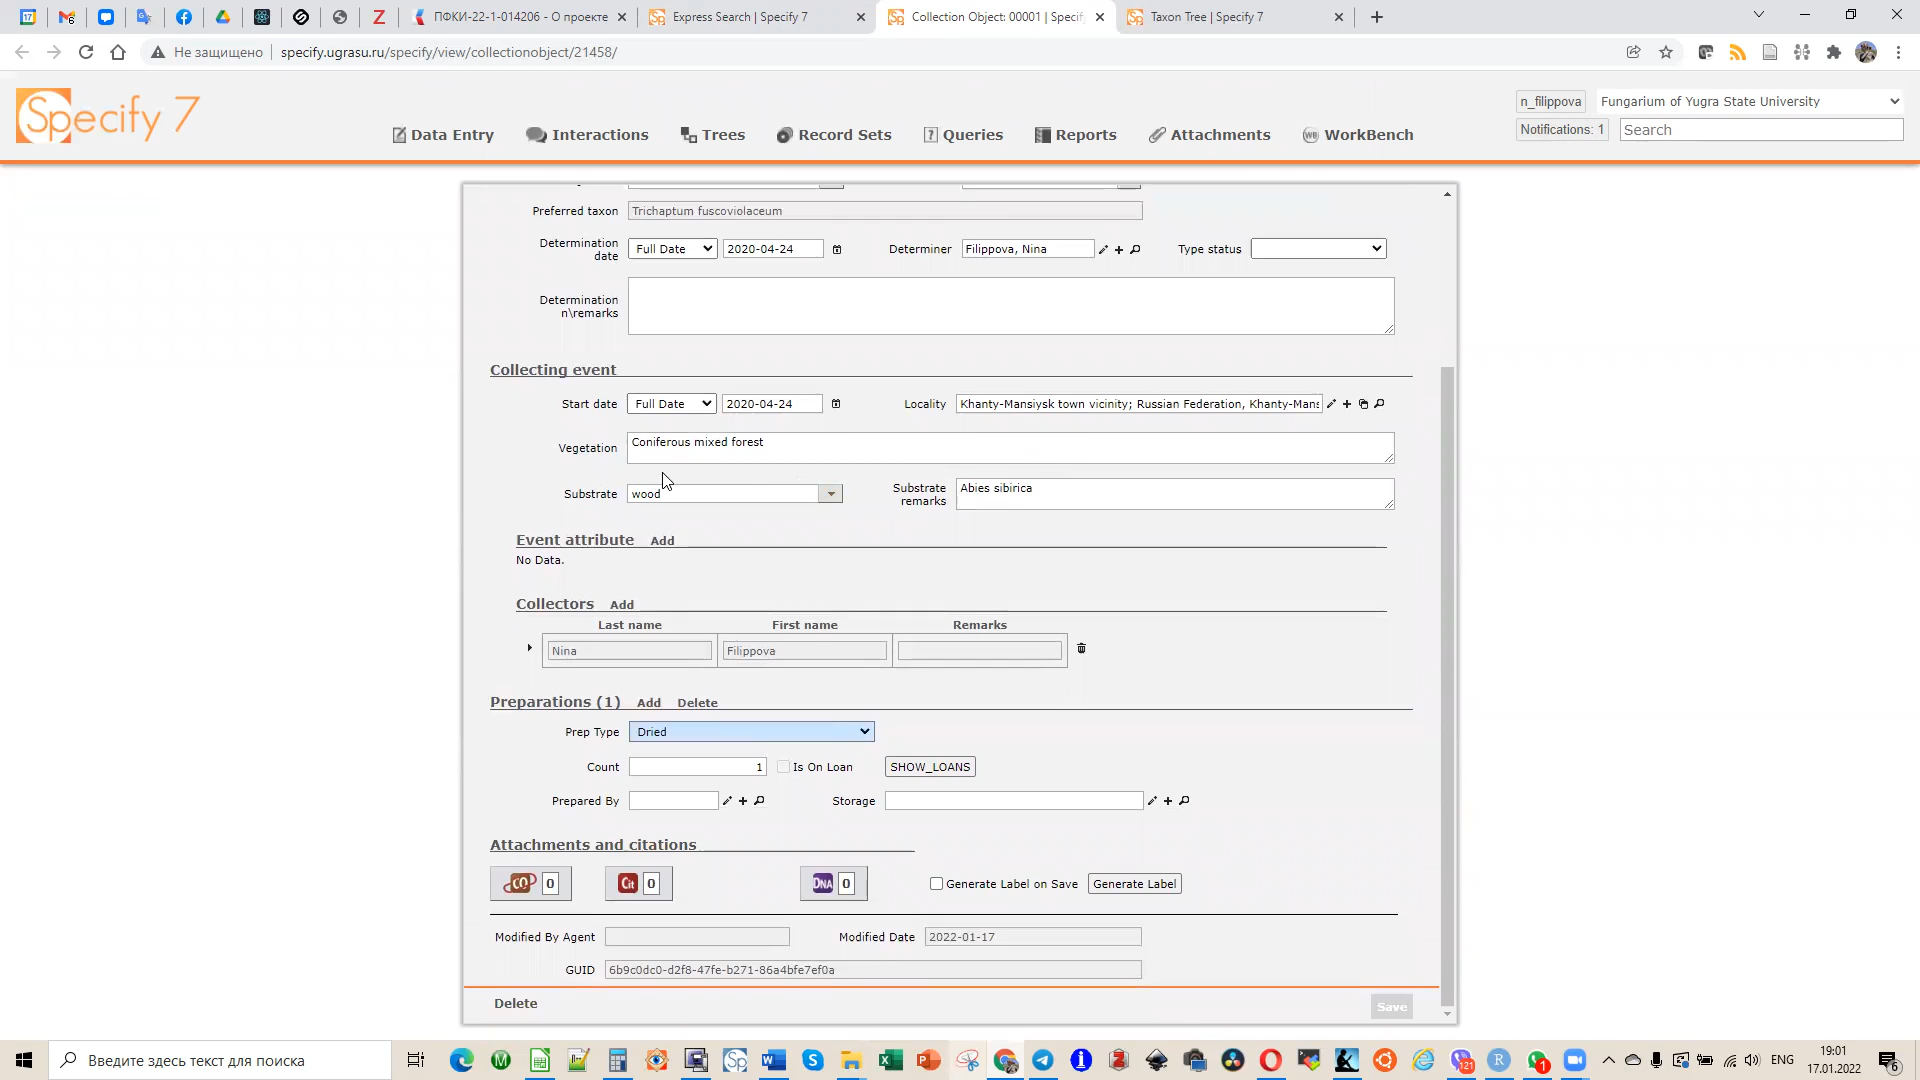 ПФКИ-22-1-014206 - О проекте
Express Search | Specify 7
Collection Object: 00001 | Specify
Taxon Tree | Specify 7
Не защищено
specify.ugrasu.ru/specify/view/collectionobject/21458/
Specify 7
Data Entry
Interactions
Trees
Record Sets
Queries
Reports
Attachments
WorkBench
n_filippova
Fungarium of Yugra State University
Notifications: 1
Search
Preferred taxon
Trichaptum fuscoviolaceum
Determination
date
Full Date
2020-04-24
Determiner
Filippova, Nina
Type status
Determination
n\remarks
Collecting event
Start date
Full Date
2020-04-24
Locality
Khanty-Mansiysk town vicinity; Russian Federation, Khanty-Mans
Vegetation
Coniferous mixed forest
Substrate
wood
Substrate
remarks
Abies sibirica
Event attribute Add
No Data.
Collectors Add
Last name First name Remarks
Nina Filippova
Preparations (1) Add Delete
Prep Type
Dried
Count
1
Is On Loan
SHOW_LOANS
Prepared By
Storage
Attachments and citations
CO 0
Cit 0
DNA 0
Generate Label on Save
Generate Label
Modified By Agent
Modified Date
2022-01-17
GUID
6b9c0dc0-d2f8-47fe-b271-86a4bfe7ef0a
Delete
Save
Введите здесь текст для поиска
ENG
19:01
17.01.2022